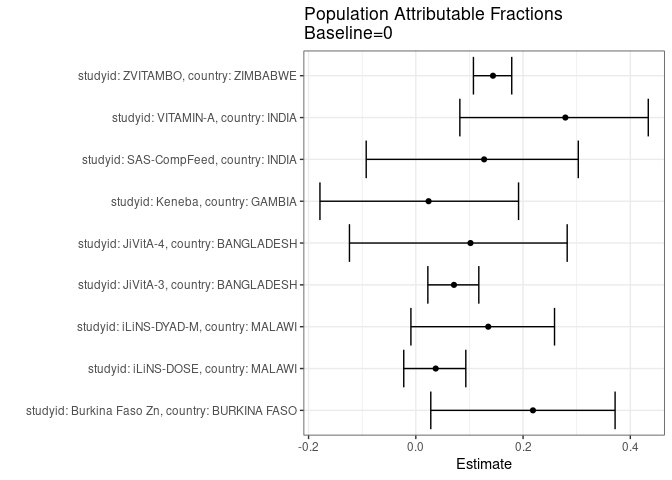 Population Attributable Fractions
Baseline=0
studyid: ZVITAMBO, country: ZIMBABWE
studyid: VITAMIN-A, country: INDIA
studyid: SAS-CompFeed, country: INDIA
studyid: Keneba, country: GAMBIA
studyid: JiVitA-4, country: BANGLADESH
studyid: JiVitA-3, country: BANGLADESH
studyid: iLiNS-DYAD-M, country: MALAWI
studyid: iLiNS-DOSE, country: MALAWI
studyid: Burkina Faso Zn, country: BURKINA FASO
-0.2 0.0 0.2 0.4
Estimate